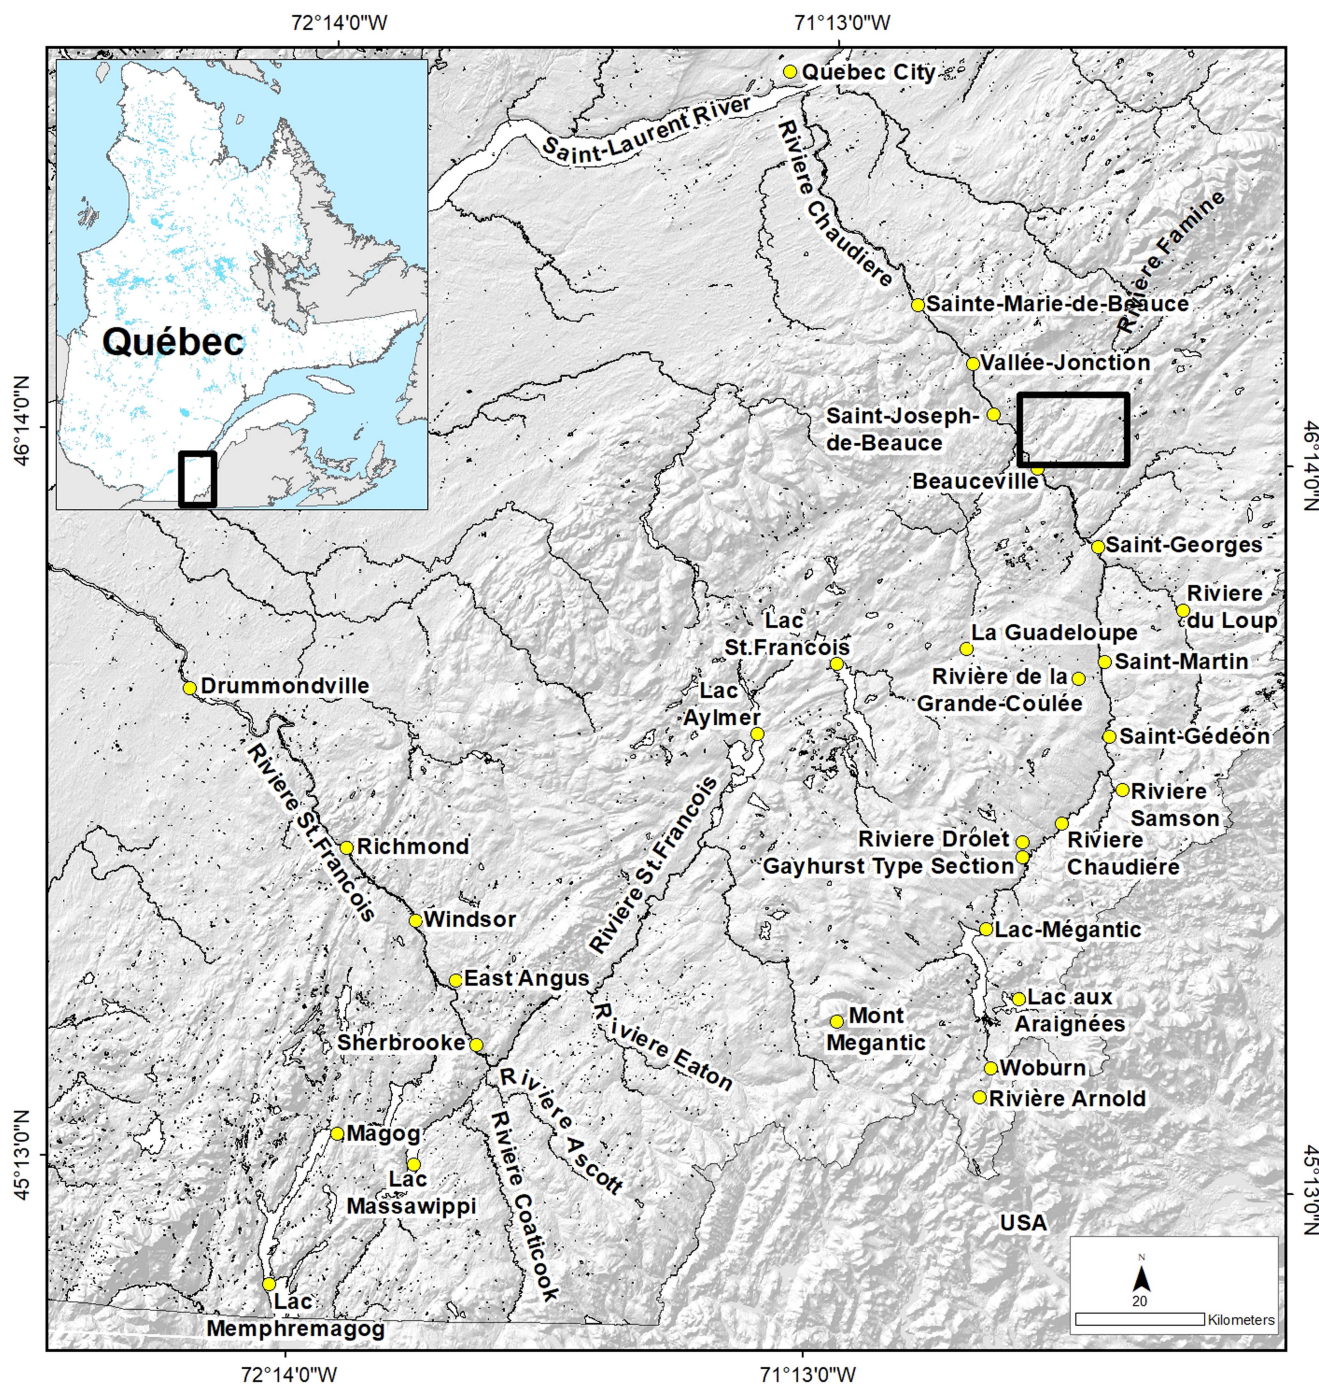 72°14'0"W
71°13'0"W
Quebec City
Saint-Laurent River
Riviere Chaudiere
Riviere Famine
Québec
Sainte-Marie-de-Beauce
Vallée-Jonction
46°14'0"N
Saint-Joseph-
de-Beauce
46°14'0"N
Beauceville
Saint-Georges
Riviere
du Loup
Lac
St.Francois
La Guadeloupe
Saint-Martin
Rivière de la
Grande-Coulée
Drummondville
Lac
Aylmer
Saint-Gédéon
Riviere St.Francois
Riviere St.Francois
Riviere
Samson
Richmond
Riviere Drolet
Riviere
Chaudiere
Gayhurst Type Section
Windsor
Lac-Mégantic
East Angus
Lac aux
Araignées
Riviere Eaton
Mont
Megantic
Sherbrooke
Woburn
Riviere Ascott
Rivière Arnold
Riviere Coaticook
Magog
45°13'0"N
45°13'0"N
Lac
Massawippi
USA
Lac
Memphremagog
N
20
Kilometers
72°14'0"W
71°13'0"W